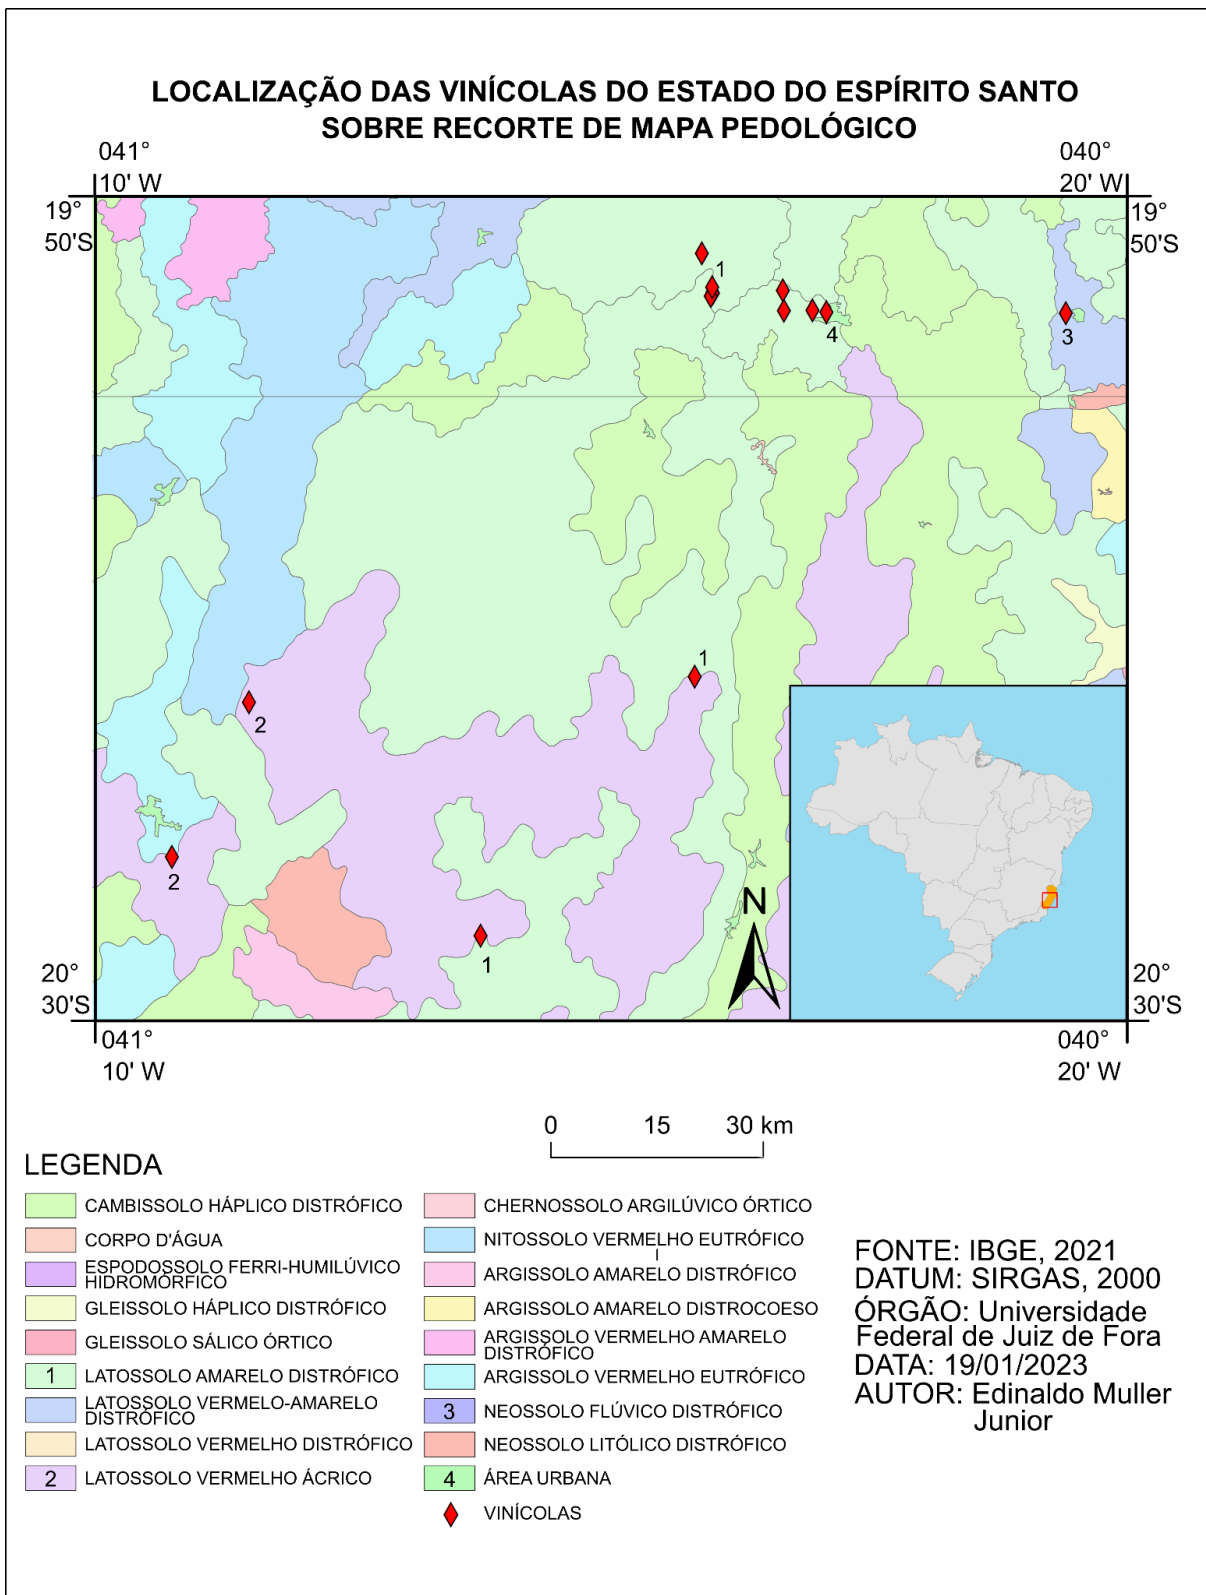 LOCALIZAÇÃO DAS VINÍCOLAS DO ESTADO DO ESPÍRITO SANTO
SOBRE RECORTE DE MAPA PEDOLÓGICO
041°
10' W
040°
20' W
19°
50'S
19°
50'S
1
4
3
1
2
2
1
N
20°
30'S
20°
30'S
041°
10' W
040°
20' W
0 15 30 km
LEGENDA
CAMBISSOLO HÁPLICO DISTRÓFICO
CORPO D'ÁGUA
ESPODOSSOLO FERRI-HUMILÚVICO
HIDROMÓRFICO
GLEISSOLO HÁPLICO DISTRÓFICO
GLEISSOLO SÁLICO ÓRTICO
1 LATOSSOLO AMARELO DISTRÓFICO
LATOSSOLO VERMELO-AMARELO
DISTRÓFICO
LATOSSOLO VERMELHO DISTRÓFICO
2 LATOSSOLO VERMELHO ÁCRICO
CHERNOSSOLO ARGILÚVICO ÓRTICO
NITOSSOLO VERMELHO EUTRÓFICO
ARGISSOLO AMARELO DISTRÓFICO
ARGISSOLO AMARELO DISTROCOESO
ARGISSOLO VERMELHO AMARELO
DISTRÓFICO
ARGISSOLO VERMELHO EUTRÓFICO
3 NEOSSOLO FLÚVICO DISTRÓFICO
NEOSSOLO LITÓLICO DISTRÓFICO
4 ÁREA URBANA
VINÍCOLAS
FONTE: IBGE, 2021
DATUM: SIRGAS, 2000
ÓRGÃO: Universidade
Federal de Juiz de Fora
DATA: 19/01/2023
AUTOR: Edinaldo Muller
Junior